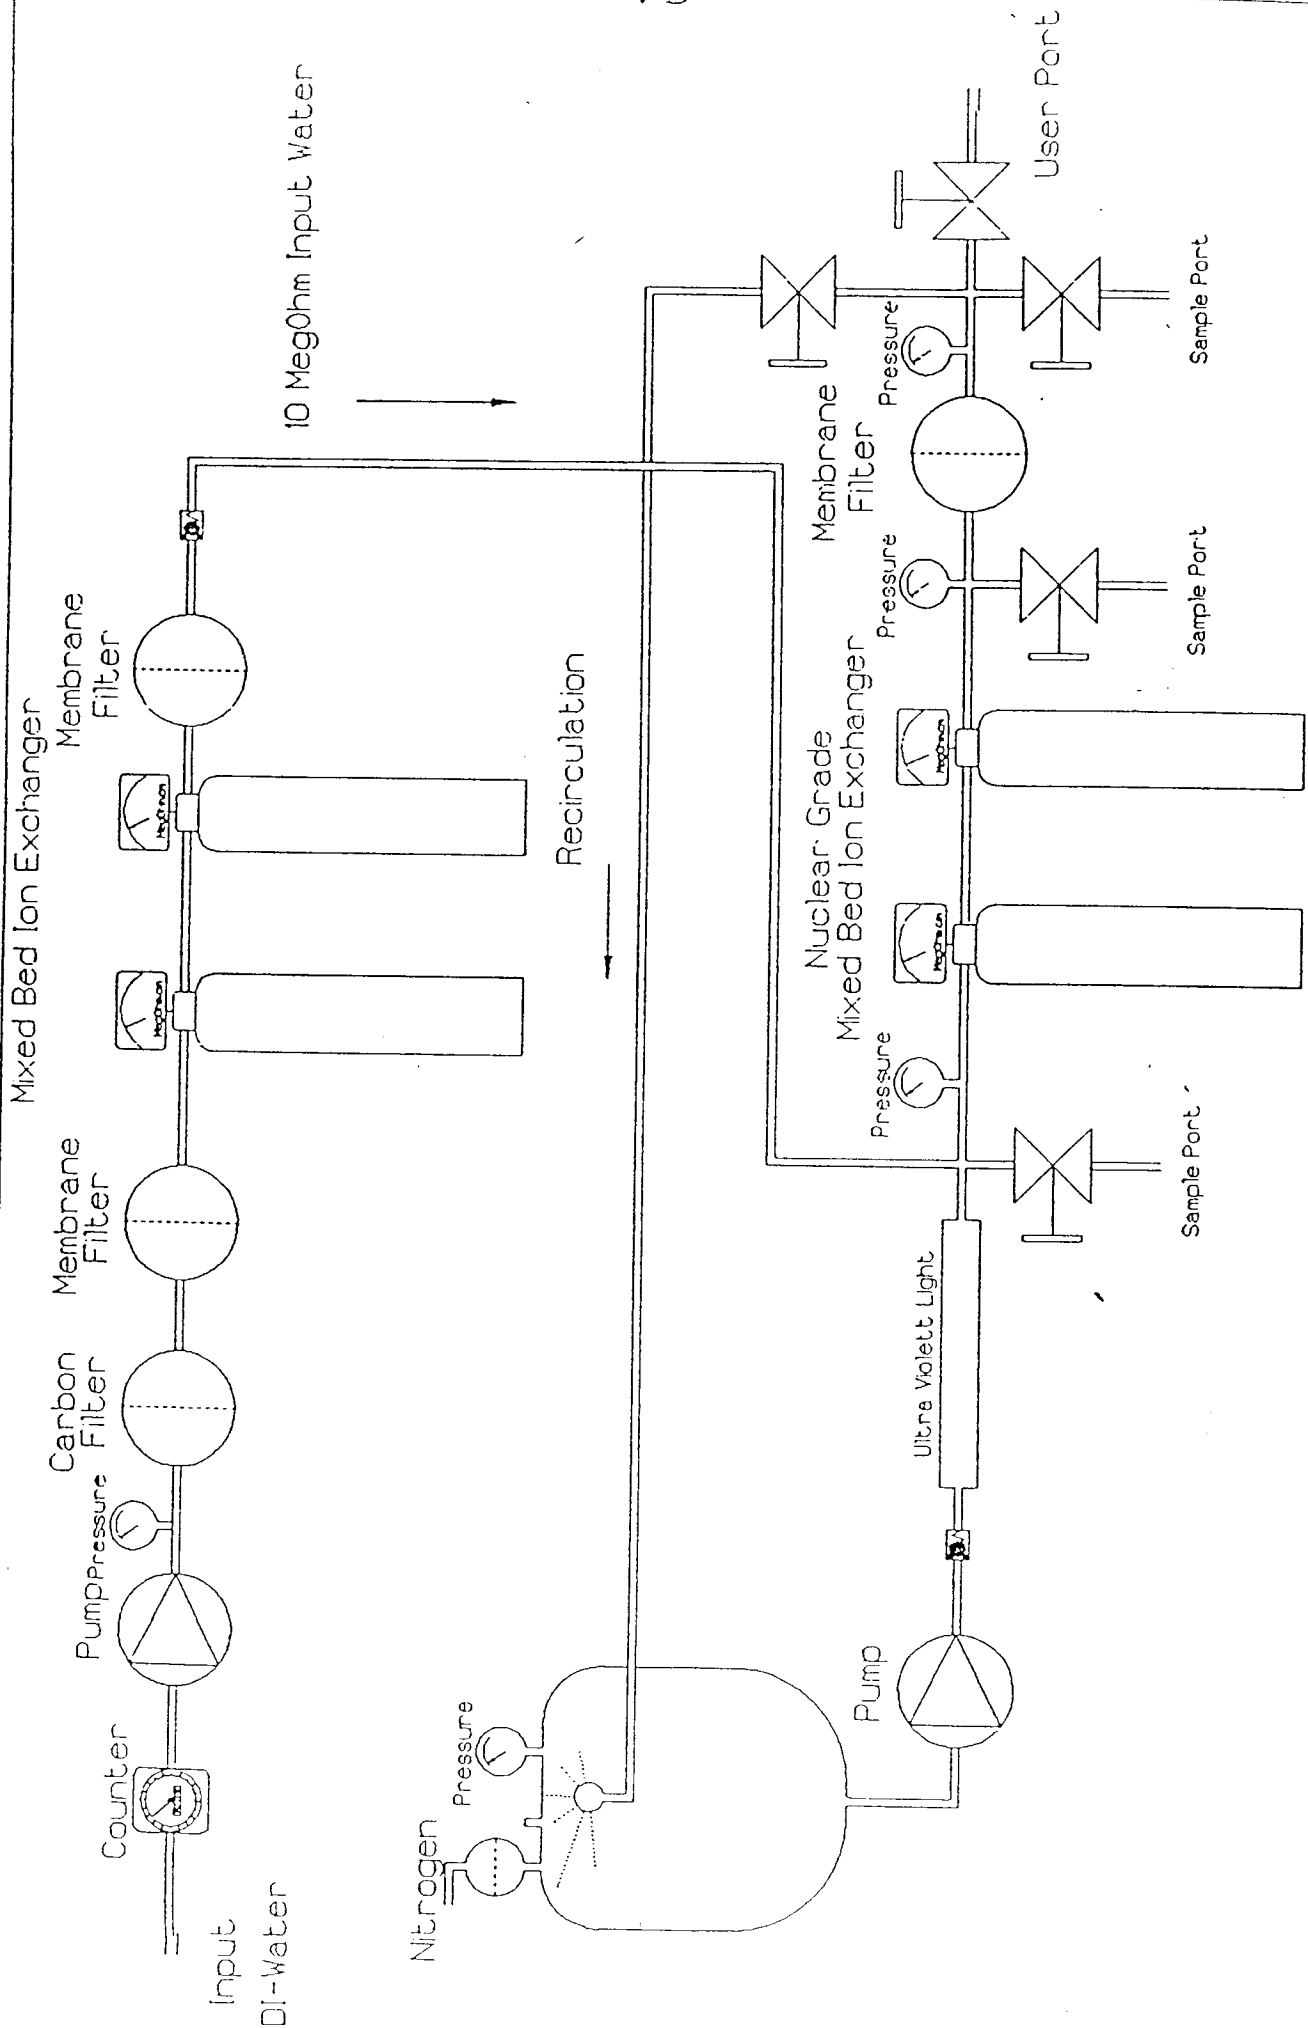 Input
DI-Water
Counter
Pump
Pressure
Carbon
Filter
Membrane
Filter
Mixed Bed Ion Exchanger
Membrane
Filter
10 MegOhm Input Water
Recirculation
Nitrogen
Pressure
Pump
Ultra Violett Light
Sample Port
Pressure
Nuclear Grade
Mixed Bed Ion Exchanger
Pressure
Sample Port
Membrane
Filter
Pressure
Sample Port
User Port